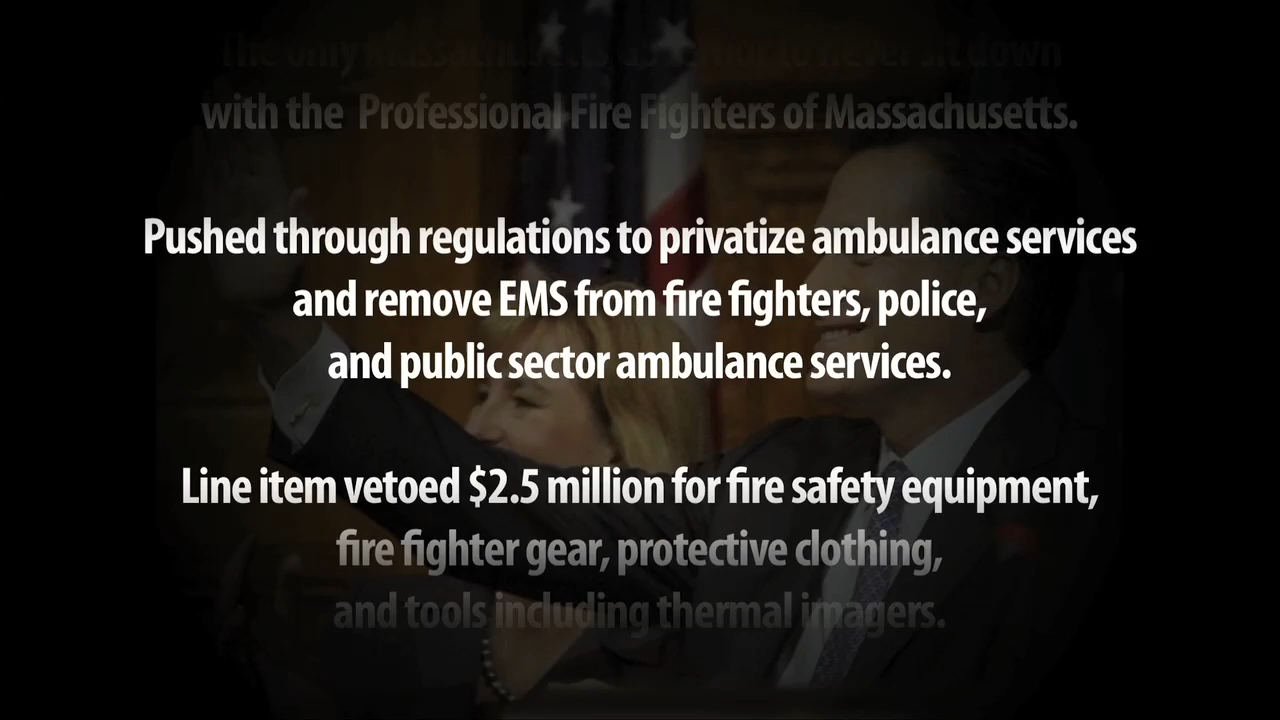 The only Massachusetts Governor to never sit down
with the Professional Fire Fighters of Massachusetts.
Pushed through regulations to privatize ambulance services
and remove EMS from fire fighters, police,
and public sector ambulance services.
Line item vetoed $2.5 million for fire safety equipment,
fire fighter gear, protective clothing,
and tools including thermal imagers.